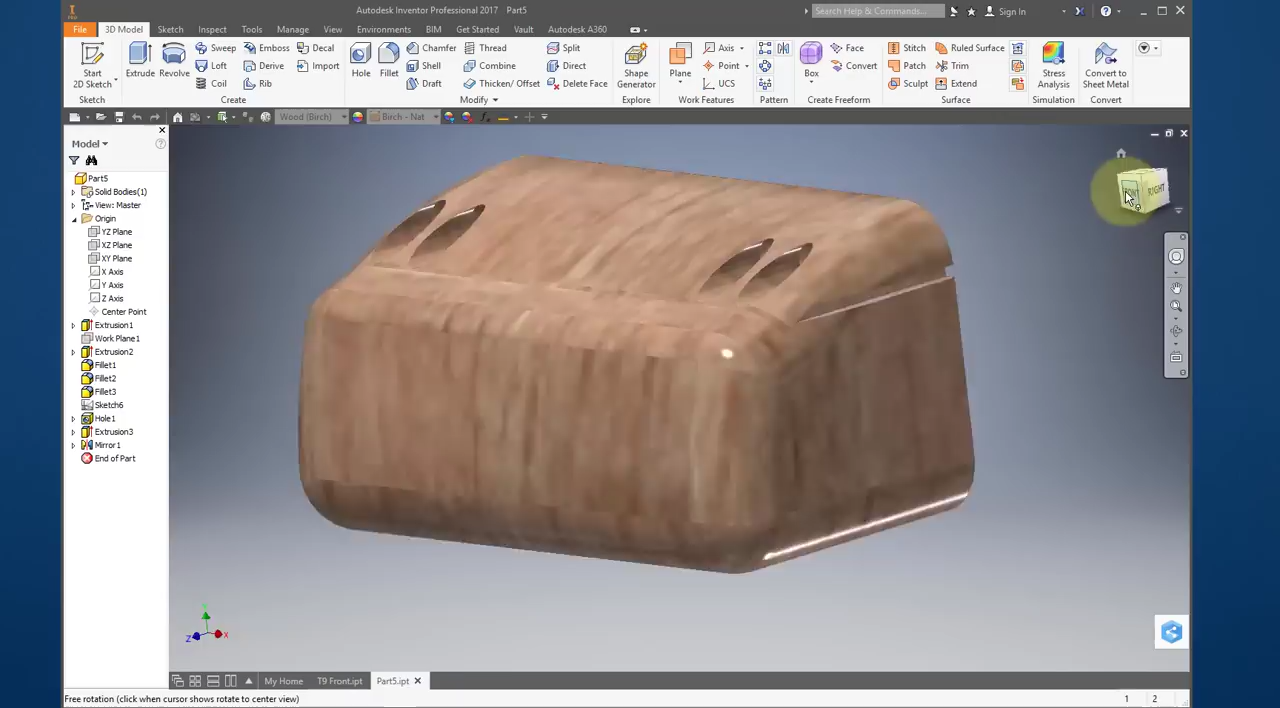 Autodesk Inventor Professional 2017 Part5
Search Help & Commands...
Sign In
PRO
File 3D Model Sketch Inspect Tools Manage View Environments BIM Get Started Vault Autodesk A360
Start
2D Sketch
Sketch
Extrude Revolve
Sweep Emboss Decal
Loft Derive Import
Coil Rib
Create
Hole Fillet
Chamfer Thread Split
Shell Combine Direct
Draft Thicken/ Offset Delete Face
Modify
Shape
Generator
Explore
Plane
Axis
Point
UCS
Work Features
Pattern
Box
Face
Convert
Create Freeform
Stitch Ruled Surface
Patch Trim
Sculpt Extend
Surface
Stress
Analysis
Simulation
Convert to
Sheet Metal
Convert
Wood (Birch) Birch - Nat
Model
Part5
Solid Bodies(1)
View: Master
Origin
YZ Plane
XZ Plane
XY Plane
X Axis
Y Axis
Z Axis
Center Point
Extrusion1
Work Plane1
Extrusion2
Fillet1
Fillet2
Fillet3
Sketch6
Hole1
Extrusion3
Mirror1
End of Part
FRONT RIGHT
Y
Z X
My Home T9 Front.ipt Part5.ipt
Free rotation (click when cursor shows rotate to center view) 1 2